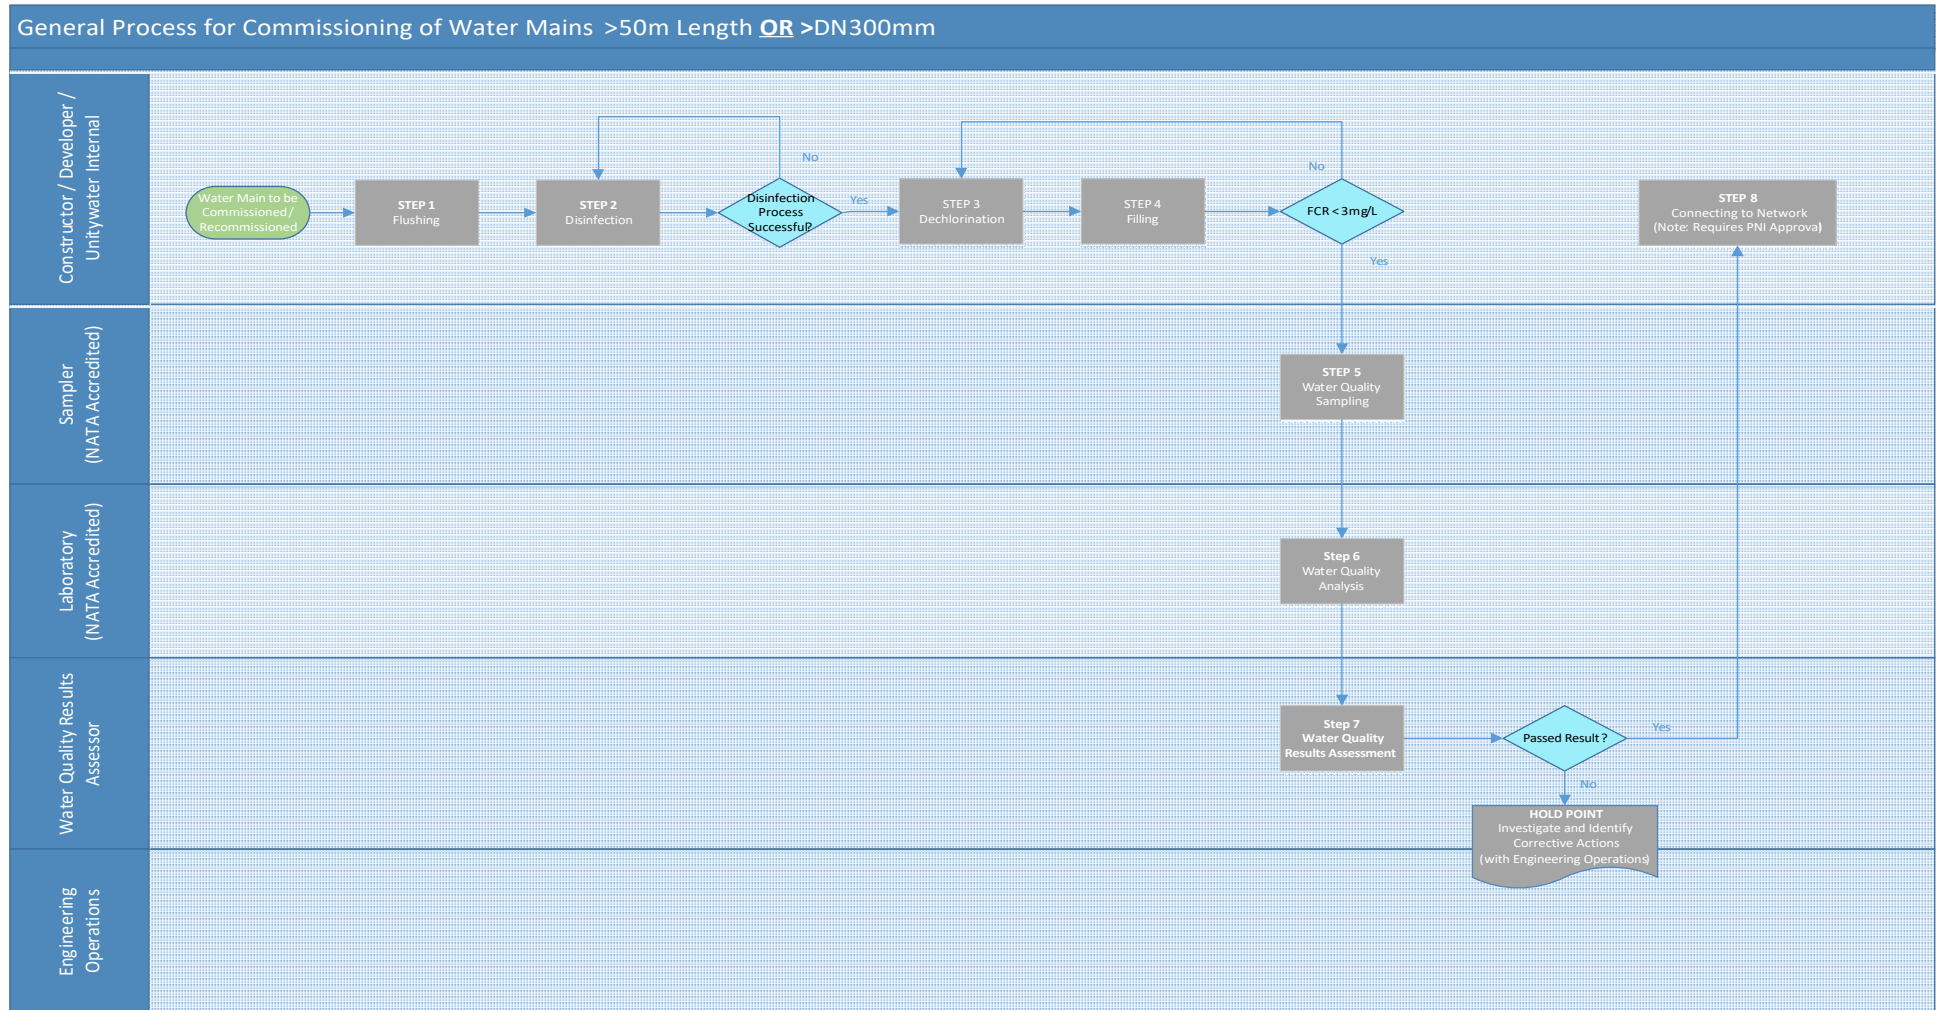 General Process for Commissioning of Water Mains >50m Length OR >DN300mm
Constructor / Developer /
Unitywater Internal
Water Main to be
Commissioned/
Recommissioned
STEP 1
Flushing
STEP 2
Disinfection
No
Disinfection
Process
Successful?
Yes
STEP 3
Dechlorination
STEP 4
Filling
No
FCR < 3mg/L
Yes
STEP 8
Connecting to Network
(Note: Requires PNI Approval)
Sampler
(NATA Accredited)
STEP 5
Water Quality
Sampling
Laboratory
(NATA Accredited)
Step 6
Water Quality
Analysis
Water Quality Results
Assessor
Step 7
Water Quality
Results Assessment
Passed Result ?
Yes
No
HOLD POINT
Investigate and Identify
Corrective Actions
(with Engineering Operations)
Engineering
Operations